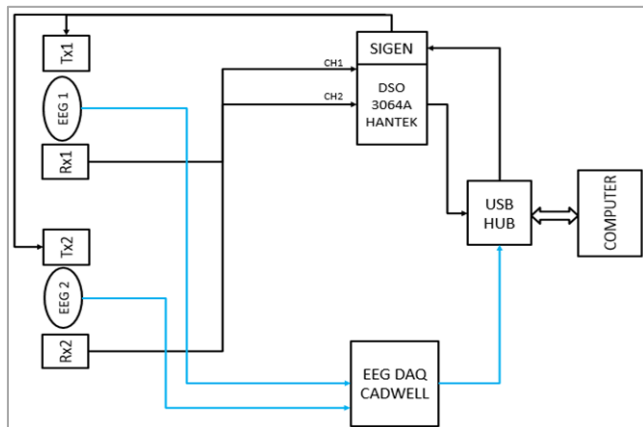 Tx1
EEG 1
Rx1
Tx2
EEG 2
Rx2
CH1
CH2
SIGEN
DSO
3064A
HANTEK
USB
HUB
COMPUTER
EEG DAQ
CADWELL